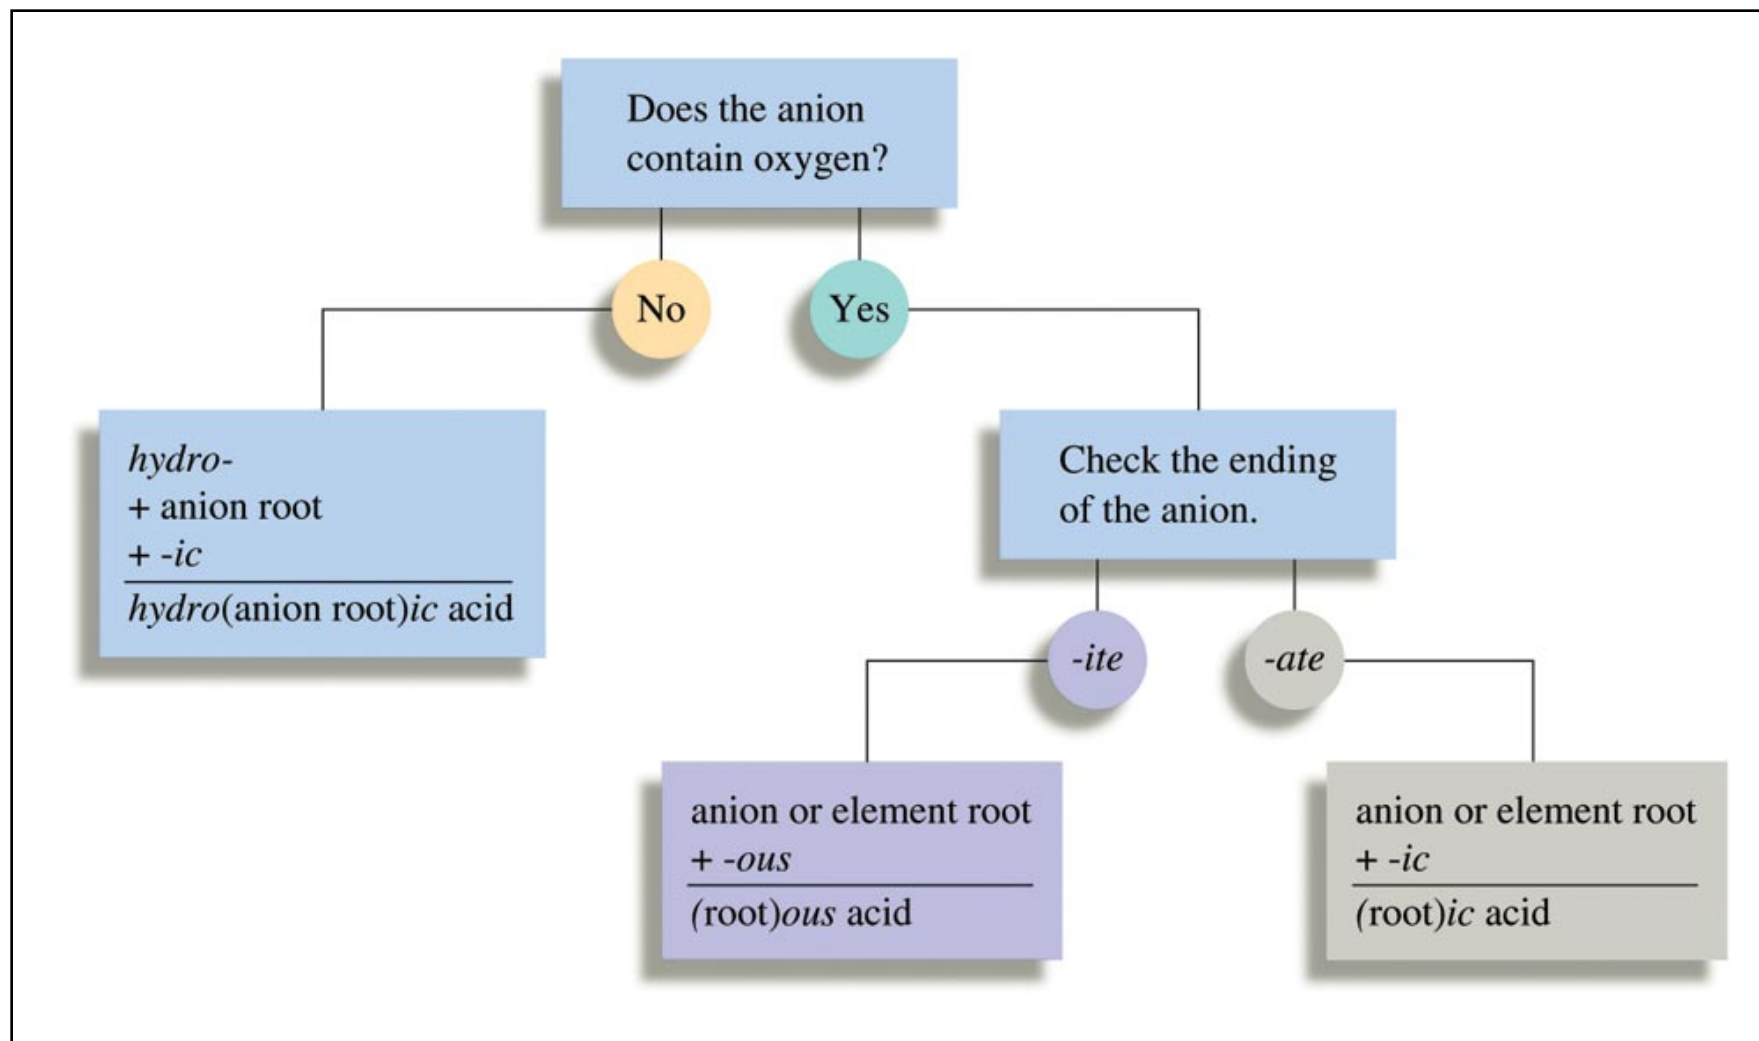 Does the anion
contain oxygen?
No
Yes
hydro-
+ anion root
+ -ic
hydro(anion root)ic acid
Check the ending
of the anion.
-ite
-ate
anion or element root
+ -ous
(root)ous acid
anion or element root
+ -ic
(root)ic acid